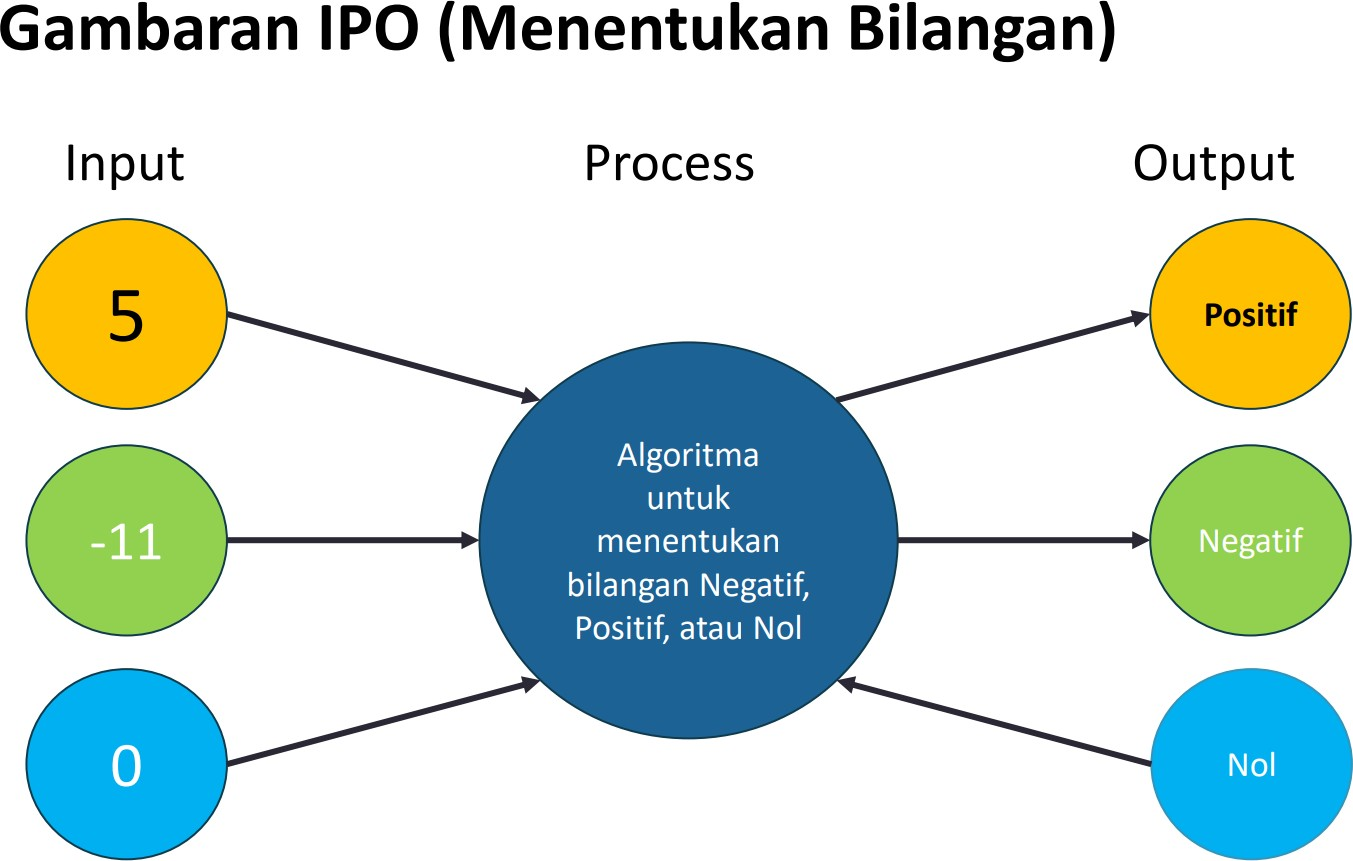 Gambaran IPO (Menentukan Bilangan)
Input
Process
Output
5
Positif
Algoritma
untuk
menentukan
bilangan Negatif,
Positif, atau Nol
-11
Negatif
0
Nol